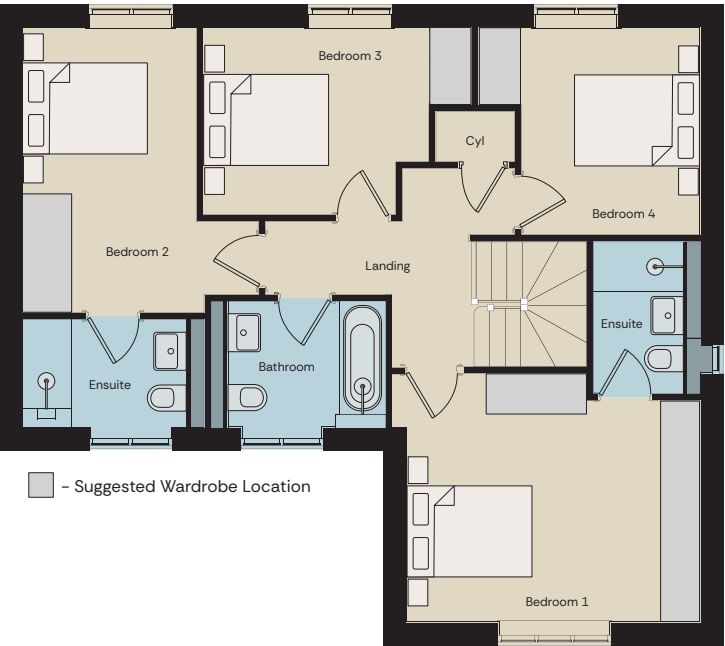 Bedroom 3
Cyl
Bedroom 4
Bedroom 2
Landing
Ensuite
Bathroom
Ensuite
– Suggested Wardrobe Location
Bedroom 1